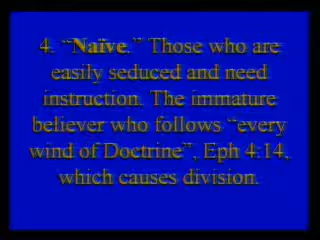 4. “Naïve.” Those who are
easily seduced and need
instruction. The immature
believer who follows “every
wind of Doctrine”, Eph 4:14,
which causes division.